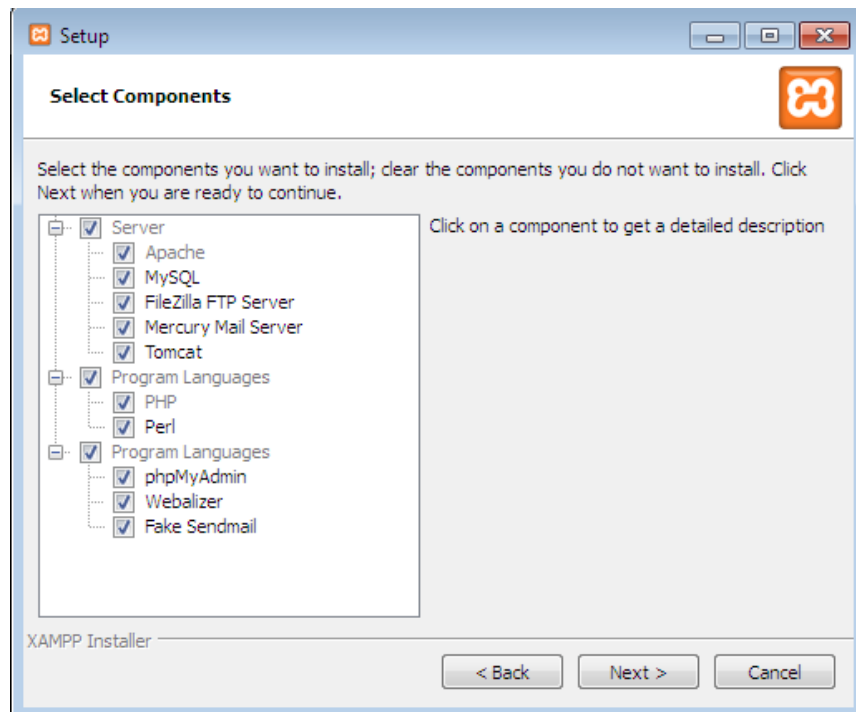 Setup
Select Components
Select the components you want to install; clear the components you do not want to install. Click
Next when you are ready to continue.
Server
Click on a component to get a detailed description
Apache
MySQL
FileZilla FTP Server
Mercury Mail Server
Tomcat
Program Languages
PHP
Perl
Program Languages
phpMyAdmin
Webalizer
Fake Sendmail
XAMPP Installer
< Back
Next >
Cancel